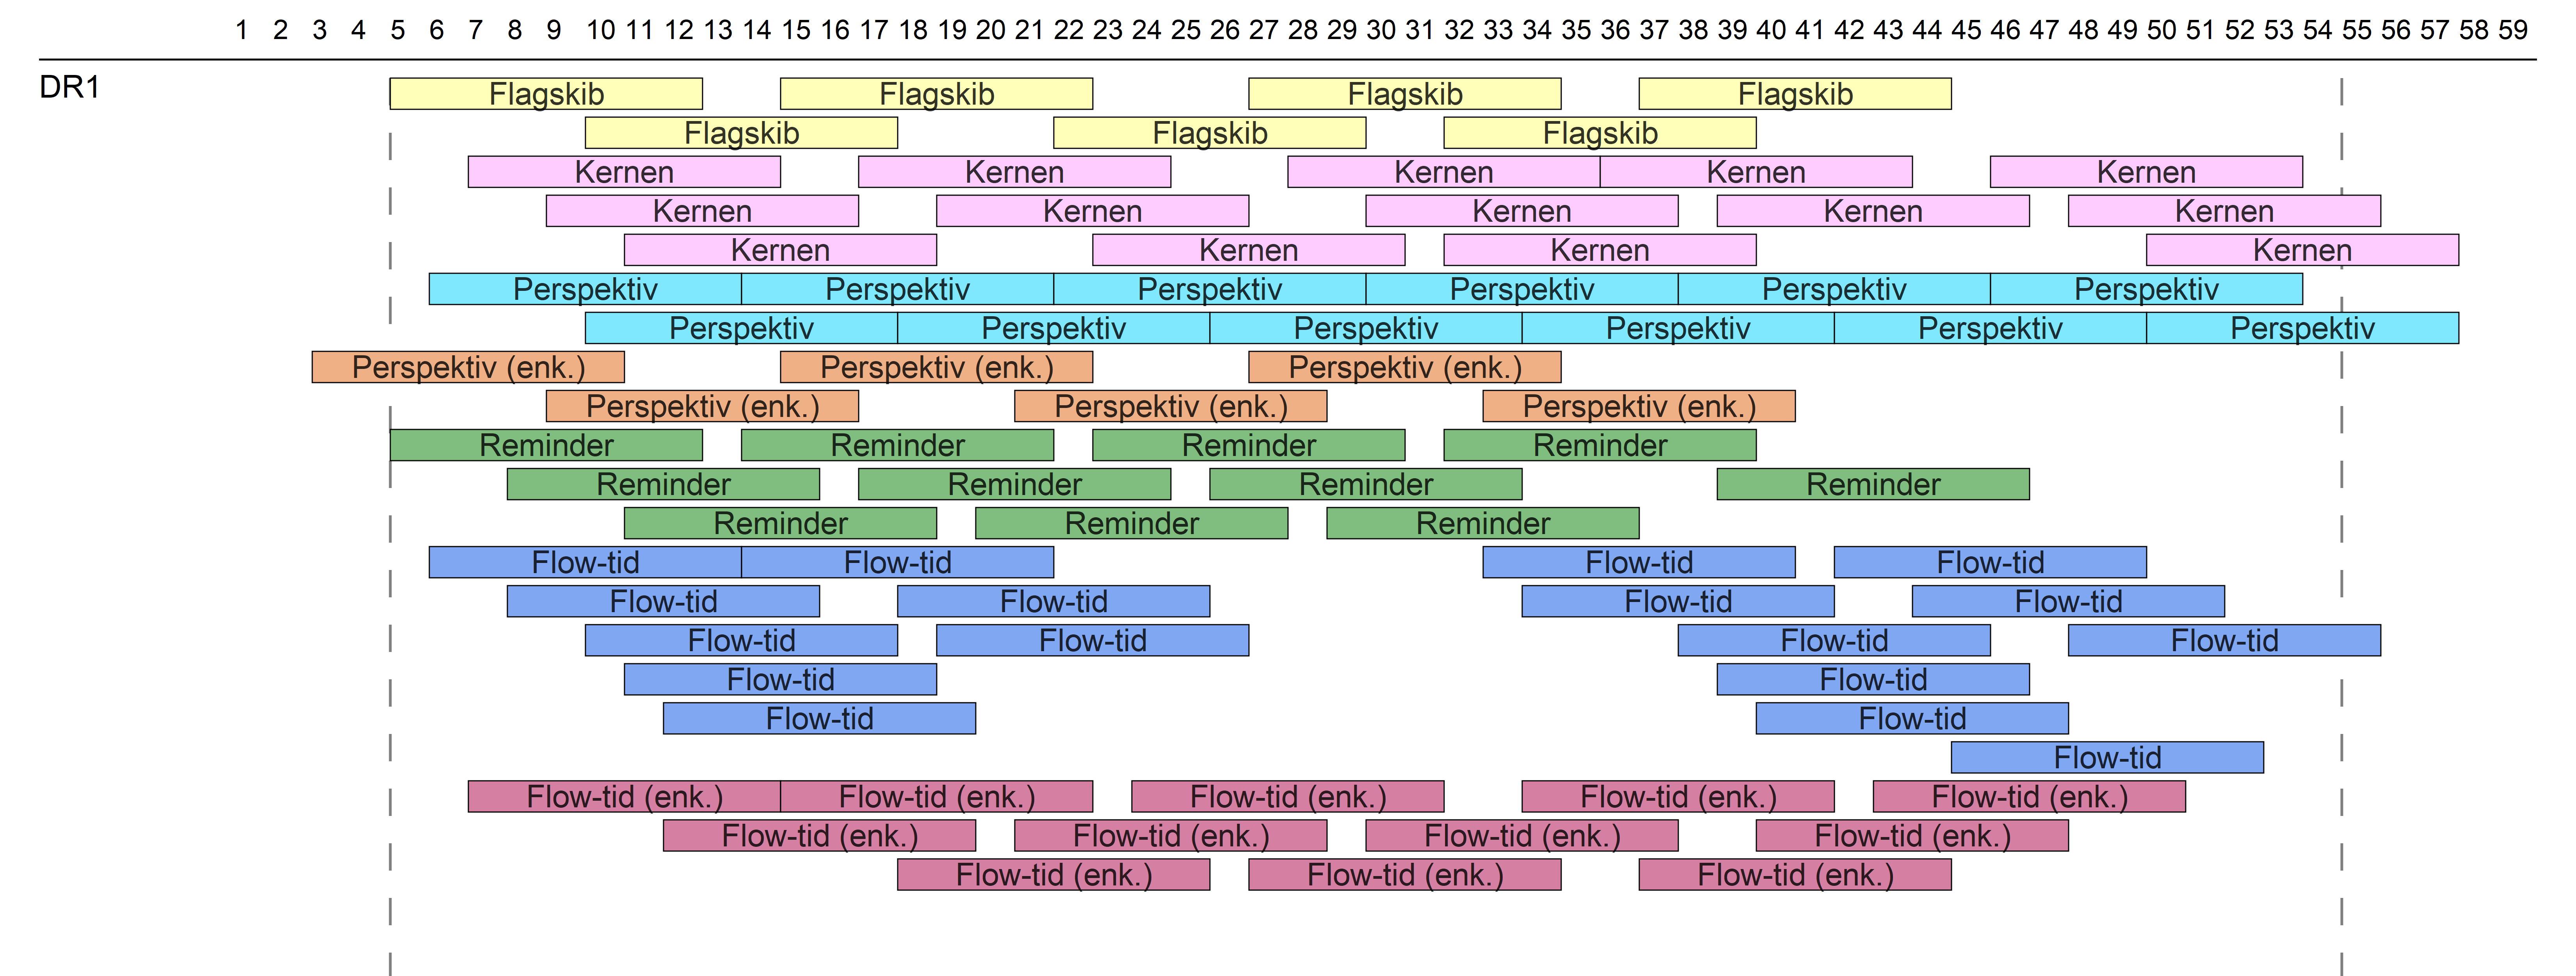 1 2 3 4 5 6 7 8 9 10 11 12 13 14 15 16 17 18 19 20 21 22 23 24 25 26 27 28 29 30 31 32 33 34 35 36 37 38 39 40 41 42 43 44 45 46 47 48 49 50 51 52 53 54 55 56 57 58 59
DR1
Flagskib Flagskib Flagskib Flagskib
Flagskib Flagskib Flagskib
Kernen Kernen Kernen Kernen Kernen
Kernen Kernen Kernen Kernen Kernen
Kernen Kernen Kernen Kernen
Perspektiv Perspektiv Perspektiv Perspektiv Perspektiv Perspektiv
Perspektiv Perspektiv Perspektiv Perspektiv Perspektiv Perspektiv
Perspektiv (enk.) Perspektiv (enk.) Perspektiv (enk.)
Perspektiv (enk.) Perspektiv (enk.) Perspektiv (enk.)
Reminder Reminder Reminder Reminder
Reminder Reminder Reminder Reminder
Reminder Reminder Reminder
Flow-tid Flow-tid Flow-tid Flow-tid
Flow-tid Flow-tid Flow-tid Flow-tid
Flow-tid Flow-tid Flow-tid Flow-tid
Flow-tid Flow-tid
Flow-tid Flow-tid
Flow-tid
Flow-tid (enk.) Flow-tid (enk.) Flow-tid (enk.) Flow-tid (enk.) Flow-tid (enk.)
Flow-tid (enk.) Flow-tid (enk.) Flow-tid (enk.) Flow-tid (enk.)
Flow-tid (enk.) Flow-tid (enk.) Flow-tid (enk.)